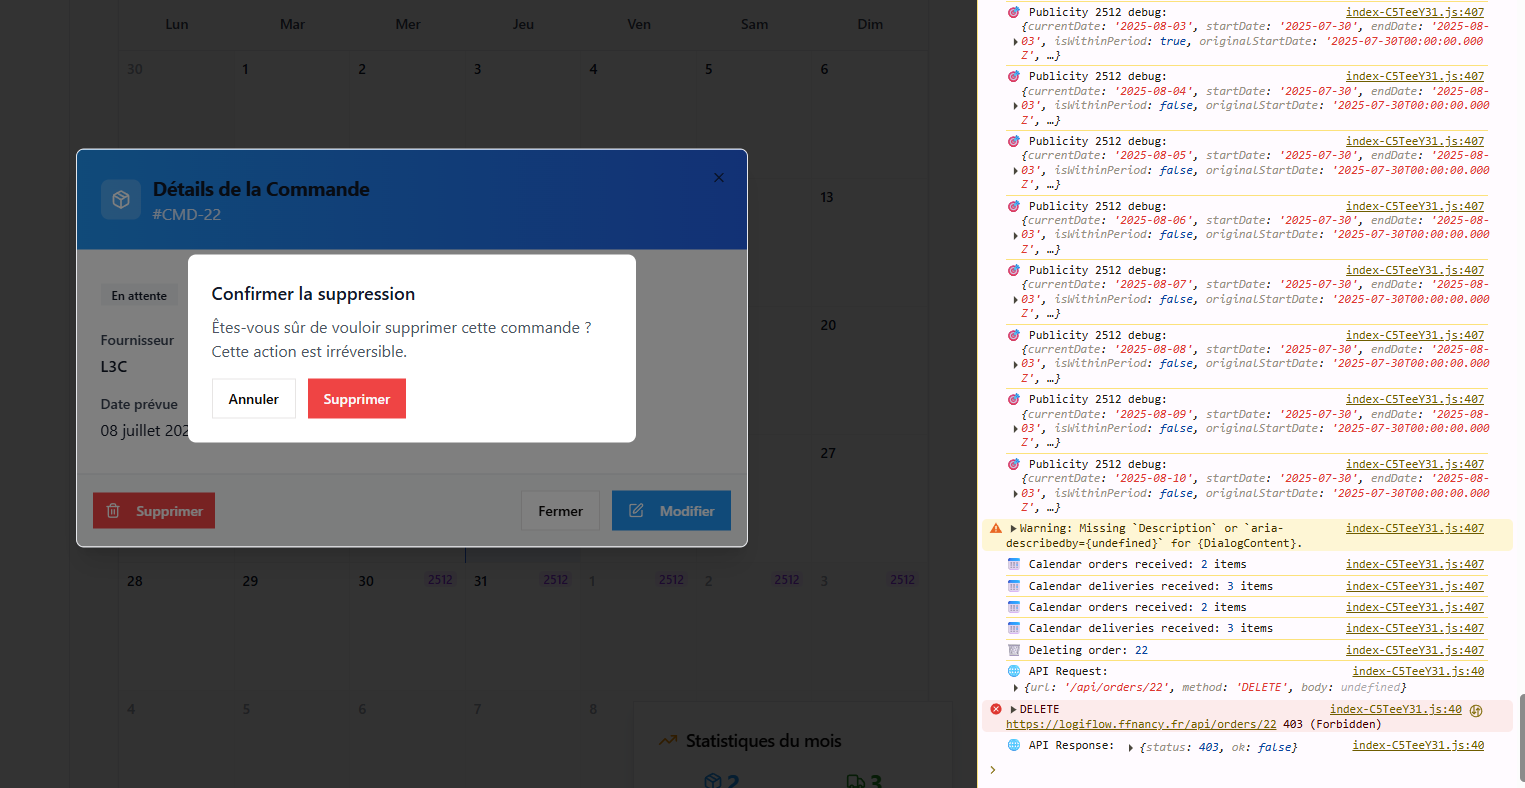 Lun Mar Mer Jeu Ven Sam Dim
30 1 2 3 4 5 6
Détails de la Commande
#CMD-22
13
En attente
Fournisseur
L3C
Date prévue
08 juillet 202
Confirmer la suppression
Êtes-vous sûr de vouloir supprimer cette commande ?
Cette action est irréversible.
Annuler Supprimer
20
27
Supprimer Fermer Modifier
28 29 30 2512 31 2512 1 2512 2 2512 3 2512
4 5 6 7 8
Statistiques du mois
2 3
Publicity 2512 debug: index-C5TeeY31.js:407
{currentDate: '2025-08-03', startDate: '2025-07-30', endDate: '2025-08-
03', isWithinPeriod: true, originalStartDate: '2025-07-30T00:00:00.000
Z', …}
Publicity 2512 debug: index-C5TeeY31.js:407
{currentDate: '2025-08-04', startDate: '2025-07-30', endDate: '2025-08-
03', isWithinPeriod: false, originalStartDate: '2025-07-30T00:00:00.000
Z', …}
Publicity 2512 debug: index-C5TeeY31.js:407
{currentDate: '2025-08-05', startDate: '2025-07-30', endDate: '2025-08-
03', isWithinPeriod: false, originalStartDate: '2025-07-30T00:00:00.000
Z', …}
Publicity 2512 debug: index-C5TeeY31.js:407
{currentDate: '2025-08-06', startDate: '2025-07-30', endDate: '2025-08-
03', isWithinPeriod: false, originalStartDate: '2025-07-30T00:00:00.000
Z', …}
Publicity 2512 debug: index-C5TeeY31.js:407
{currentDate: '2025-08-07', startDate: '2025-07-30', endDate: '2025-08-
03', isWithinPeriod: false, originalStartDate: '2025-07-30T00:00:00.000
Z', …}
Publicity 2512 debug: index-C5TeeY31.js:407
{currentDate: '2025-08-08', startDate: '2025-07-30', endDate: '2025-08-
03', isWithinPeriod: false, originalStartDate: '2025-07-30T00:00:00.000
Z', …}
Publicity 2512 debug: index-C5TeeY31.js:407
{currentDate: '2025-08-09', startDate: '2025-07-30', endDate: '2025-08-
03', isWithinPeriod: false, originalStartDate: '2025-07-30T00:00:00.000
Z', …}
Publicity 2512 debug: index-C5TeeY31.js:407
{currentDate: '2025-08-10', startDate: '2025-07-30', endDate: '2025-08-
03', isWithinPeriod: false, originalStartDate: '2025-07-30T00:00:00.000
Z', …}
Warning: Missing `Description` or `aria- index-C5TeeY31.js:407
describedby={undefined}` for {DialogContent}.
Calendar orders received: 2 items index-C5TeeY31.js:407
Calendar deliveries received: 3 items index-C5TeeY31.js:407
Calendar orders received: 2 items index-C5TeeY31.js:407
Calendar deliveries received: 3 items index-C5TeeY31.js:407
Deleting order: 22 index-C5TeeY31.js:407
API Request: index-C5TeeY31.js:40
{url: '/api/orders/22', method: 'DELETE', body: undefined}
DELETE index-C5TeeY31.js:40
https://logiflow.ffnancy.fr/api/orders/22 403 (Forbidden)
API Response: {status: 403, ok: false} index-C5TeeY31.js:40